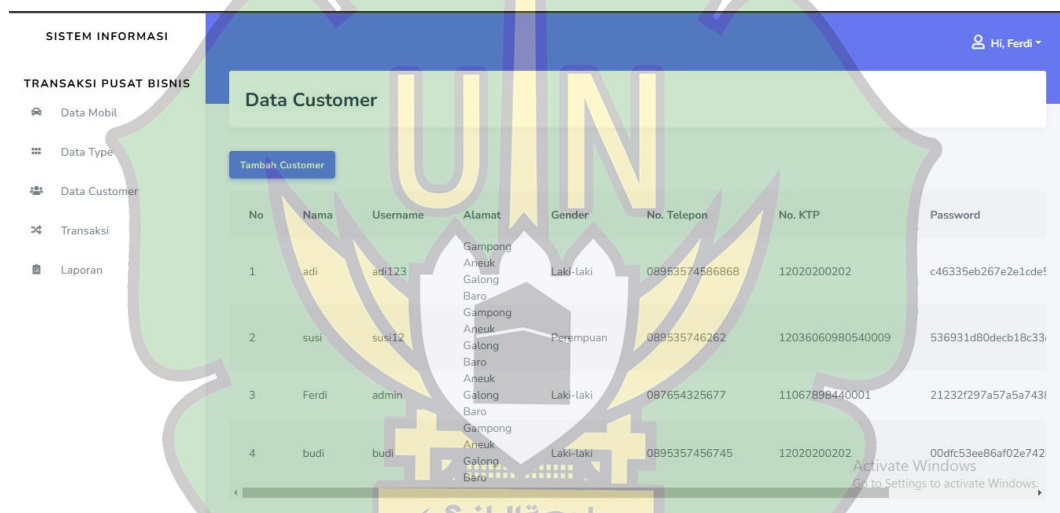 SISTEM INFORMASI
Hi, Ferdi
TRANSAKSI PUSAT BISNIS
Data Mobil
Data Type
Data Customer
Transaksi
Laporan
Data Customer
Tambah Customer
No Nama Username Alamat Gender No. Telepon No. KTP Password
1 adi adi123 Gampong Aneuk Galong Baro Laki-laki 08953574586868 12020200202
2 susi susi12 Gampong Aneuk Galong Baro Perempuan 089535746262 12036060980540009
3 Ferdi admin Aneuk Galong Baro Laki-laki 087654325677 11067898440001
4 budi budi Gampong Aneuk Galong Baro Laki-laki 0895357456745 12020200202
Activate Windows
Go to Settings to activate Windows.
UIN